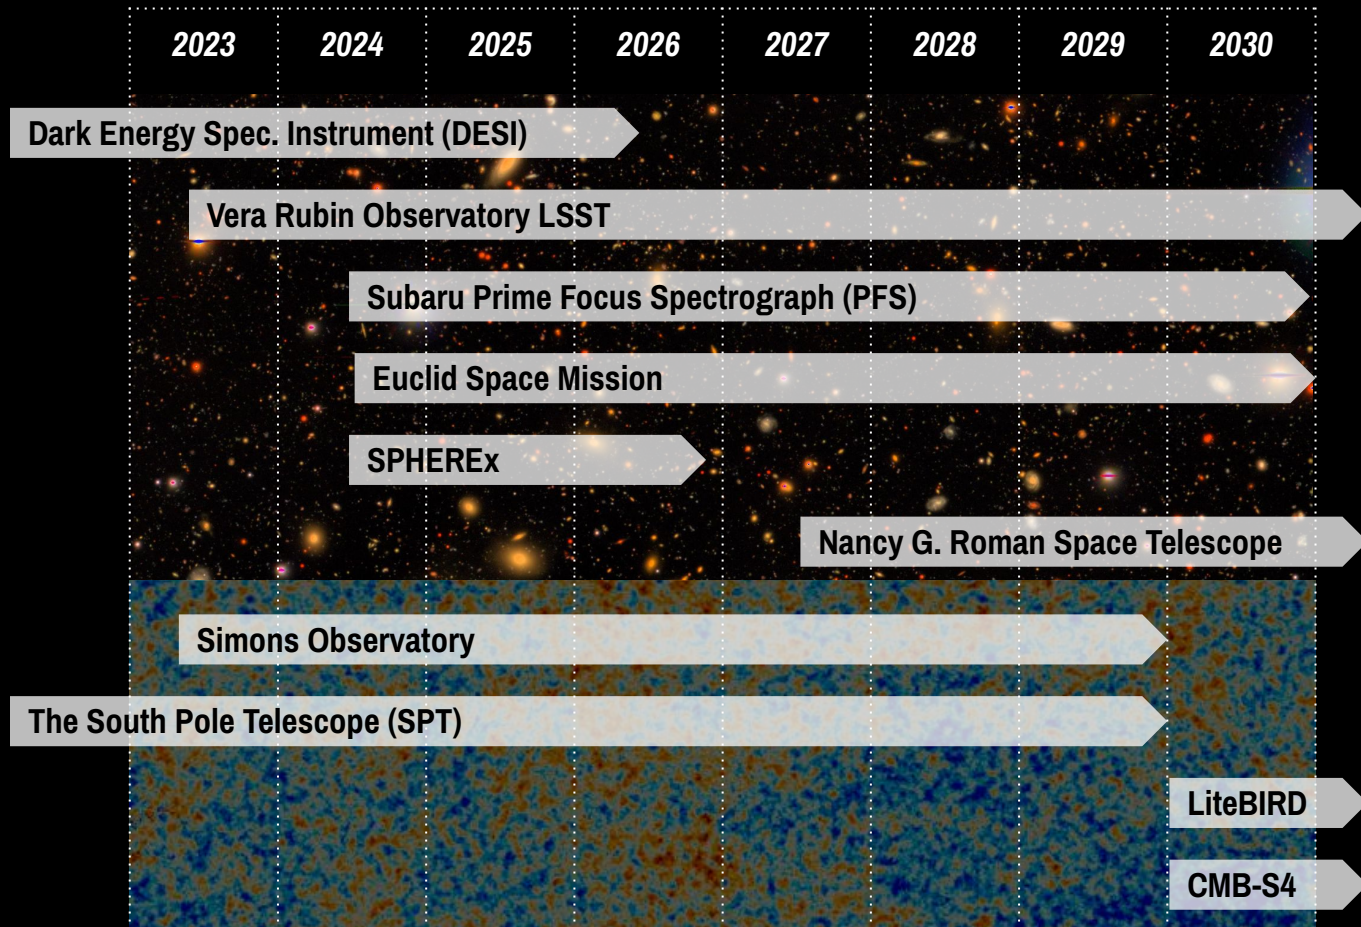 2023 2024 2025 2026 2027 2028 2029 2030
Dark Energy Spec. Instrument (DESI)
Vera Rubin Observatory LSST
Subaru Prime Focus Spectrograph (PFS)
Euclid Space Mission
SPHEREx
Nancy G. Roman Space Telescope
Simons Observatory
The South Pole Telescope (SPT)
LiteBIRD
CMB-S4